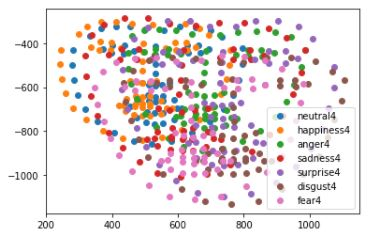 −400
−600
−800
−1000
200
400
600
800
1000
neutral4
happiness4
anger4
sadness4
surprise4
disgust4
fear4